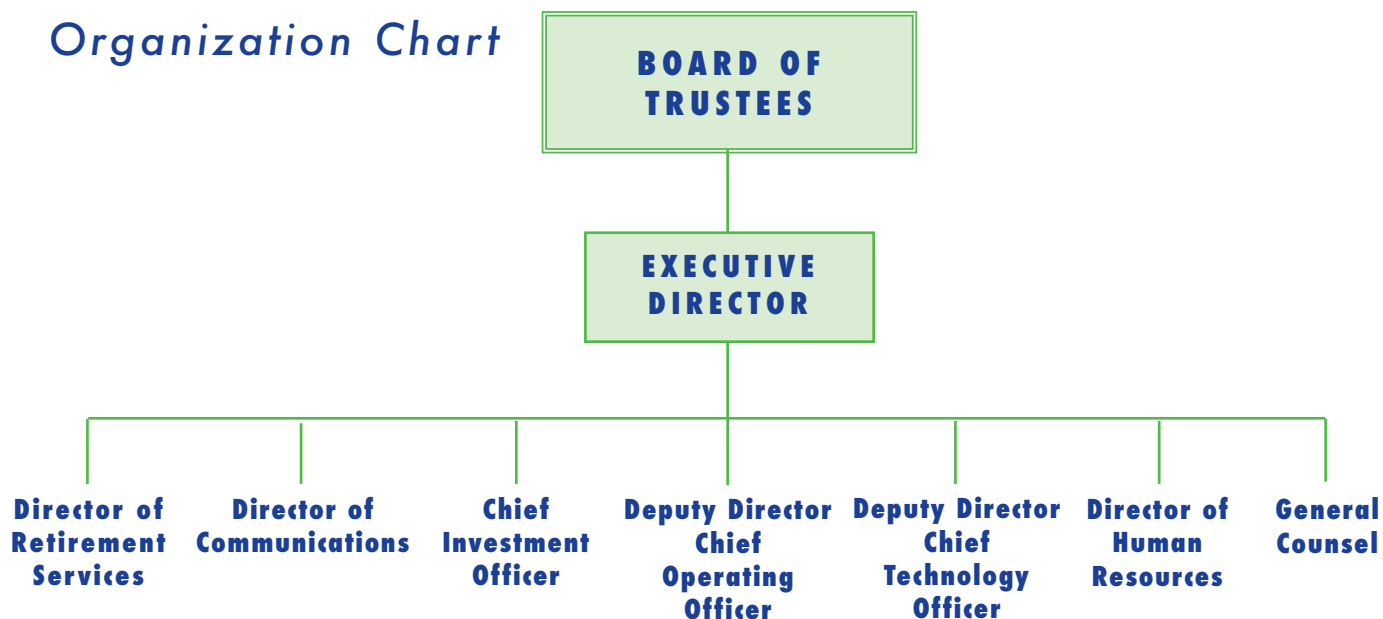 Organization Chart
BOARD OF
TRUSTEES
EXECUTIVE
DIRECTOR
Director of
Retirement
Services
Director of
Communications
Chief
Investment
Officer
Deputy Director
Chief
Operating
Officer
Deputy Director
Chief
Technology
Officer
Director of
Human
Resources
General
Counsel